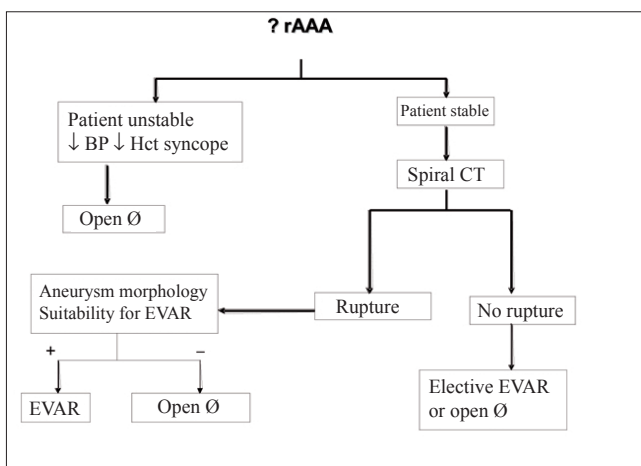 ? rAAA
Patient unstable
↓ BP ↓ Hct syncope
Patient stable
Spiral CT
Open Ø
Aneurysm morphology
Suitability for EVAR
Rupture
No rupture
+
–
EVAR
Open Ø
Elective EVAR
or open Ø